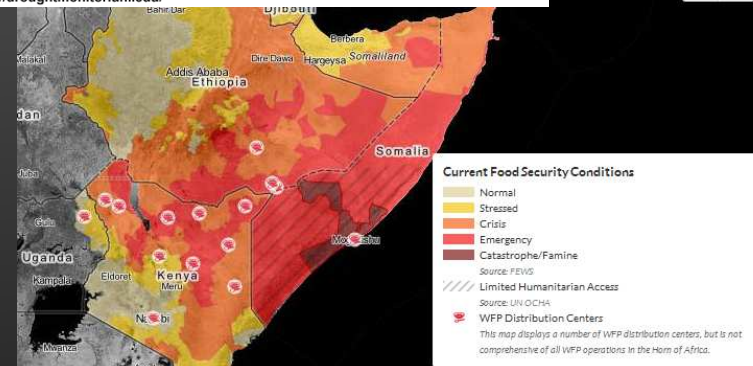 Bahir Dar
Djibouti
Berbera
Malakal
Dire Dawa
Hargeysa
Somaliland
Addis Ababa
Ethiopia
dan
Somalia
Juba
Gulu
Uganda
Kampala
Eldoret
Kenya
Meru
Mwanza
Current Food Security Conditions
Normal
Stressed
Crisis
Emergency
Catastrophe/Famine
Source: FEWS
Limited Humanitarian Access
Source: UN OCHA
WFP Distribution Centers
This map displays a number of WFP distribution centers, but is not
comprehensive of all WFP operations in the Horn of Africa.